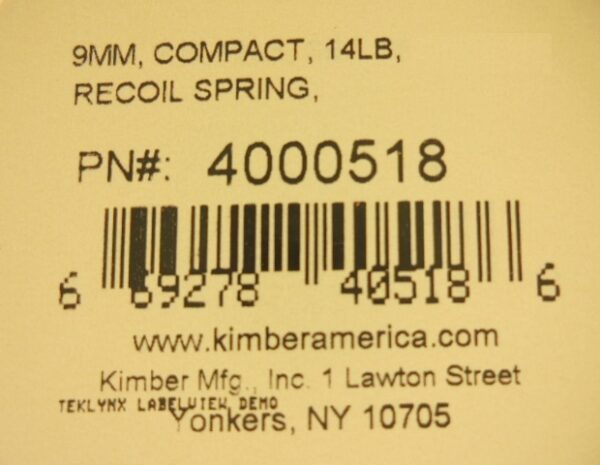 9MM, COMPACT, 14LB,
RECOIL SPRING,
PN#: 4000518
6 69278 40518 6
www.kimberamerica.com
Kimber Mfg., Inc. 1 Lawton Street
TEKLYNX LABELVIEW DEMO
Yonkers, NY 10705